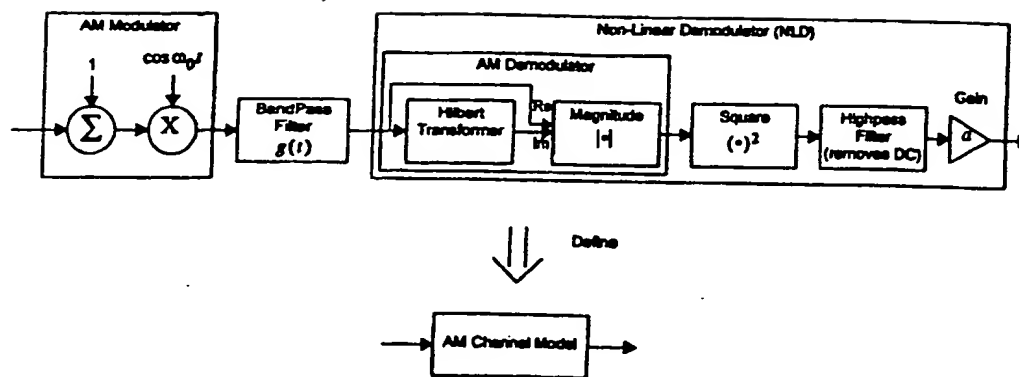 AM Modulator
1
cos ω₀t
Σ
X
BandPass
Filter
g(t)
Non-Linear Demodulator (NLD)
AM Demodulator
Hilbert
Transformer
Re
Im
Magnitude
|•|
Square
(•)²
Highpass
Filter
(removes DC)
Gain
a
Define
AM Channel Model